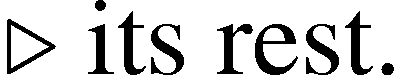 ▷ its rest.